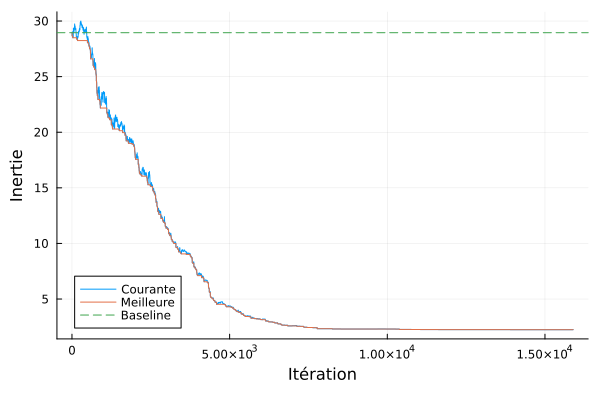 30
25
20
15
10
5
Inertie
Courante
Meilleure
Baseline
0 5.00×10³ 1.00×10⁴ 1.50×10⁴
Itération